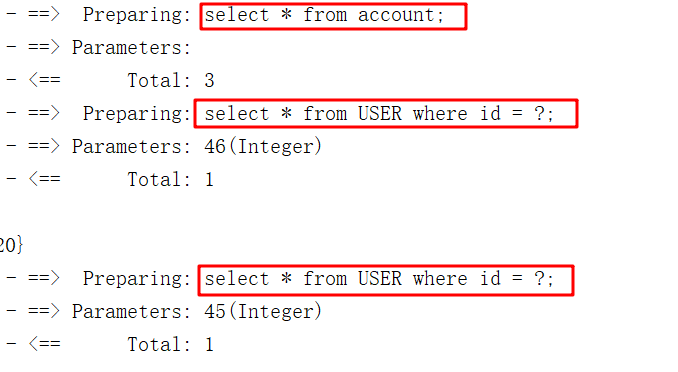 - ==> Preparing: select * from account;
- ==> Parameters:
- <== Total: 3
- ==> Preparing: select * from USER where id = ?;
- ==> Parameters: 46(Integer)
- <== Total: 1
20}
- ==> Preparing: select * from USER where id = ?;
- ==> Parameters: 45(Integer)
- <== Total: 1